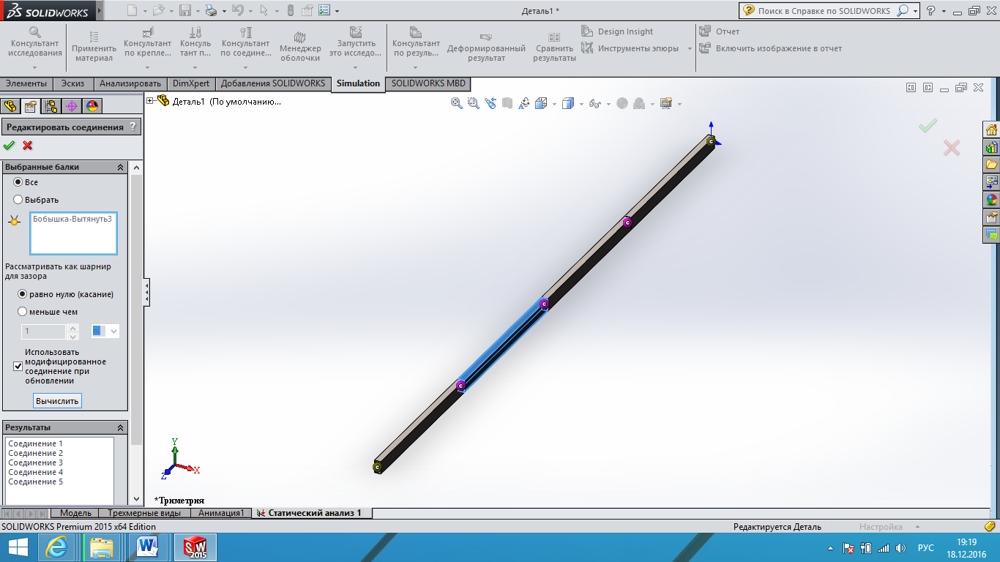 SOLIDWORKS
Деталь1 *
Поиск в Справке по SOLIDWORKS
?
Консультант исследования
Применить материал
Консультант по крепле...
Консуль тант п...
Консультант по соедине...
Менеджер оболочки
Запустить это исследо...
Консультант по резуль...
Деформированный результат
Сравнить результаты
Design Insight
Инструменты эпюры
Отчет
Включить изображение в отчет
Элементы
Эскиз
Анализировать
DimXpert
Добавления SOLIDWORKS
Simulation
SOLIDWORKS MBD
Деталь1 (По умолчанию...
Редактировать соединения
?
Выбранные балки
Все
Выбрать
Бобышка-Вытянуть3
Рассматривать как шарнир
для зазора
равно нулю (касание)
меньше чем
1
m
Использовать
модифицированное
соединение при
обновлении
Вычислить
Результаты
Соединение 1
Соединение 2
Соединение 3
Соединение 4
Соединение 5
Y
X
Z
*Триметрия
Модель
Трехмерные виды
Анимация1
Статический анализ 1
SOLIDWORKS Premium 2015 x64 Edition
Редактируется Деталь
Настройка
SW
2015
РУС
19:19
18.12.2016